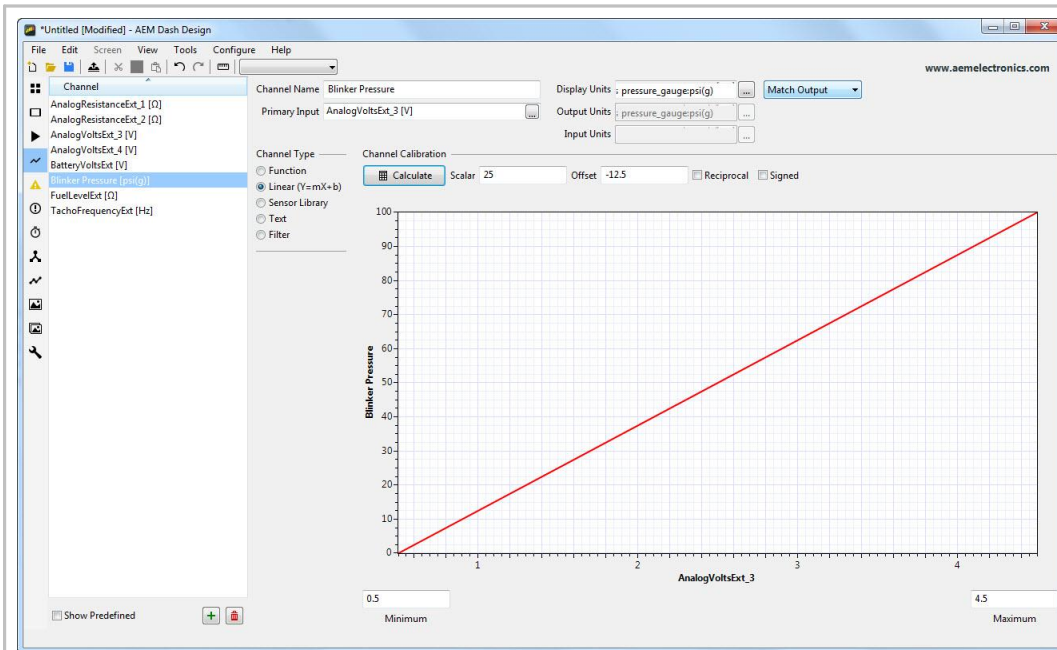 *Untitled [Modified] - AEM Dash Design
File Edit Screen View Tools Configure Help
www.aemelectronics.com
Channel
AnalogResistanceExt_1 [Ω]
AnalogResistanceExt_2 [Ω]
AnalogVoltsExt_3 [V]
AnalogVoltsExt_4 [V]
BatteryVoltsExt [V]
Blinker Pressure [psi(g)]
FuelLevelExt [Ω]
TachoFrequencyExt [Hz]
Show Predefined
Channel Name Blinker Pressure Display Units : pressure_gauge:psi(g) ... Match Output
Primary Input AnalogVoltsExt_3 [V] ... Output Units : pressure_gauge:psi(g) ...
Input Units ...
Channel Type
Function
Linear (Y=mX+b)
Sensor Library
Text
Filter
Channel Calibration
Calculate Scalar 25 Offset -12.5 Reciprocal Signed
100
90
80
70
60
50
40
30
20
10
0
Blinker Pressure
1 2 3 4
AnalogVoltsExt_3
0.5 4.5
Minimum Maximum